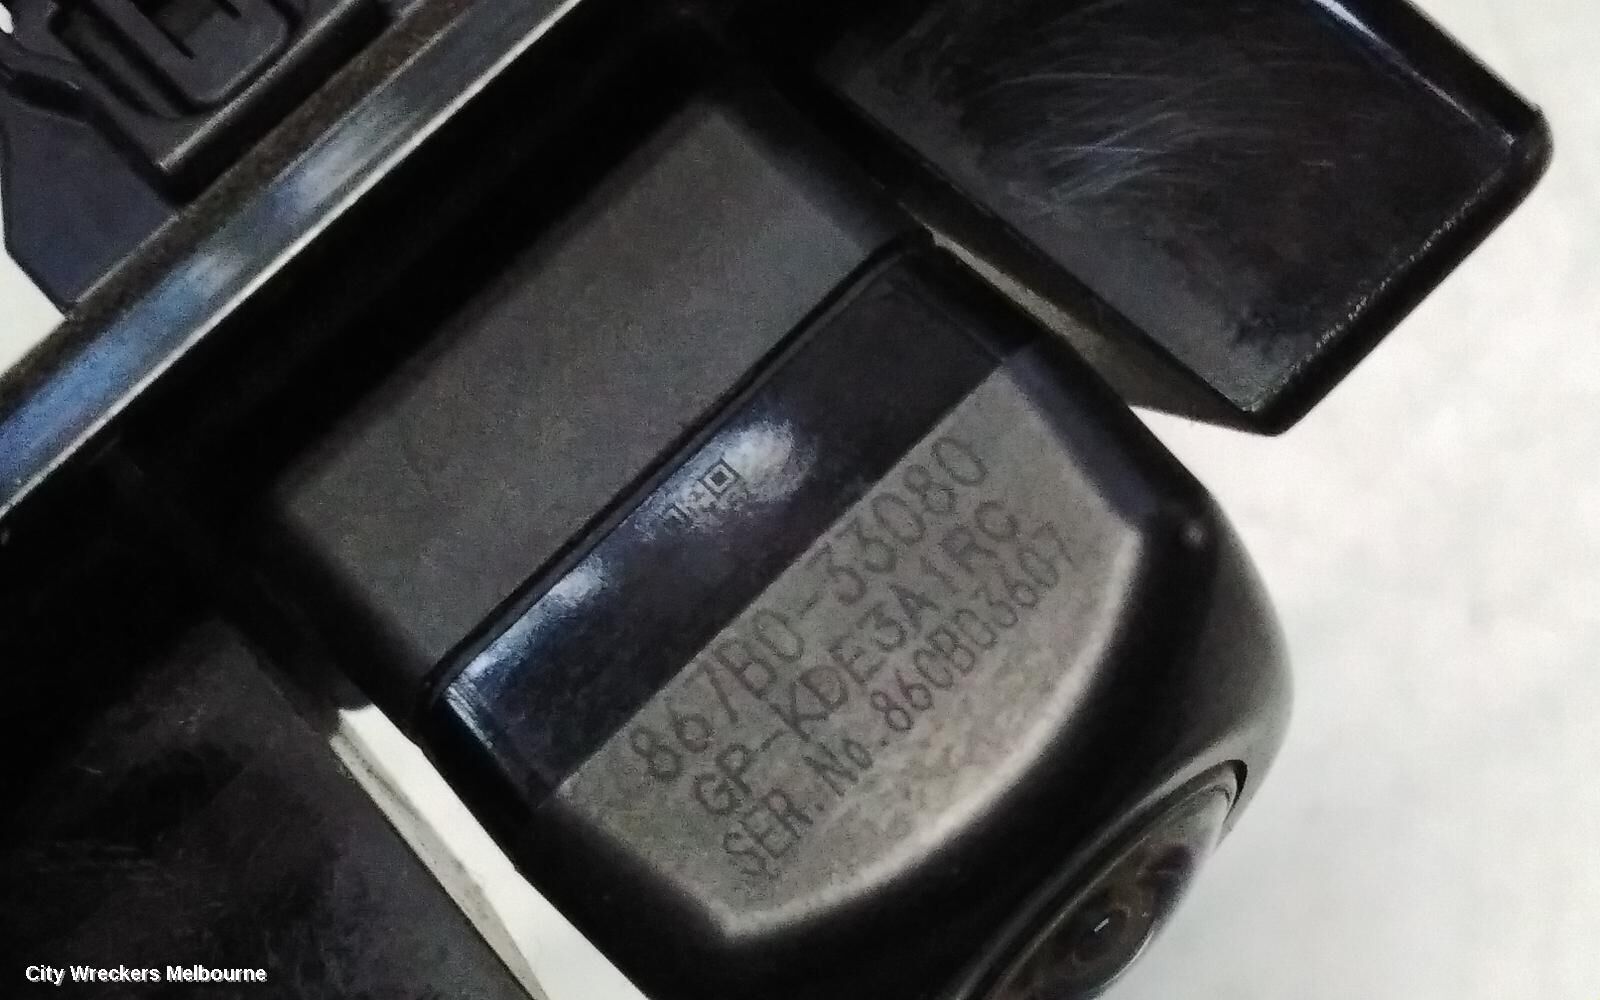 867B0-33080
GP-KDE3A1RC
SER.No.86CB03607
City Wreckers Melbourne